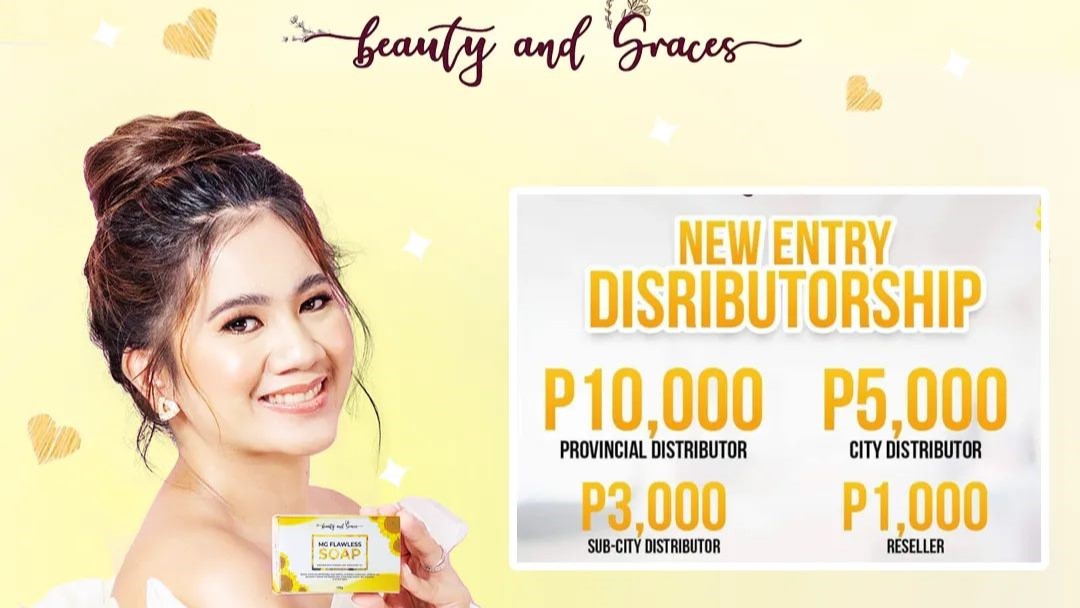 beauty and Graces
NEW ENTRY
DISRIBUTORSHIP
P10,000
PROVINCIAL DISTRIBUTOR
P5,000
CITY DISTRIBUTOR
P3,000
SUB-CITY DISTRIBUTOR
P1,000
RESELLER
beauty and Graces
MG FLAWLESS
SOAP